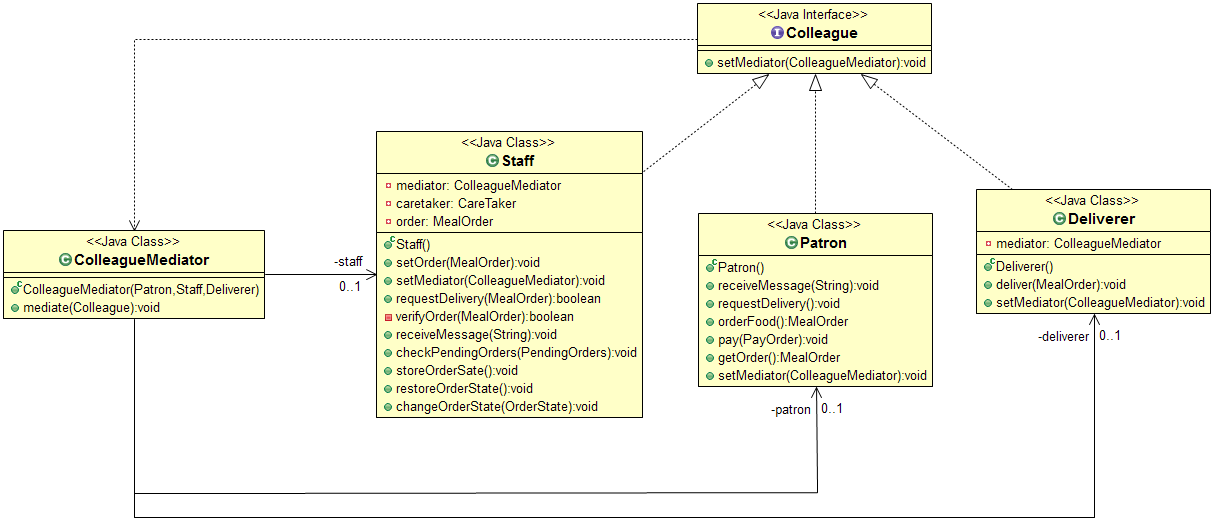 <<Java Interface>>
Colleague
setMediator(ColleagueMediator):void
<<Java Class>>
Staff
mediator: ColleagueMediator
caretaker: CareTaker
order: MealOrder
Staff()
setOrder(MealOrder):void
setMediator(ColleagueMediator):void
requestDelivery(MealOrder):boolean
verifyOrder(MealOrder):boolean
receiveMessage(String):void
checkPendingOrders(PendingOrders):void
storeOrderSate():void
restoreOrderState():void
changeOrderState(OrderState):void
<<Java Class>>
Deliverer
mediator: ColleagueMediator
Deliverer()
deliver(MealOrder):void
setMediator(ColleagueMediator):void
<<Java Class>>
Patron
Patron()
receiveMessage(String):void
requestDelivery():void
orderFood():MealOrder
pay(PayOrder):void
getOrder():MealOrder
setMediator(ColleagueMediator):void
<<Java Class>>
ColleagueMediator
ColleagueMediator(Patron,Staff,Deliverer)
mediate(Colleague):void
-staff
0..1
-deliverer 0..1
-patron 0..1